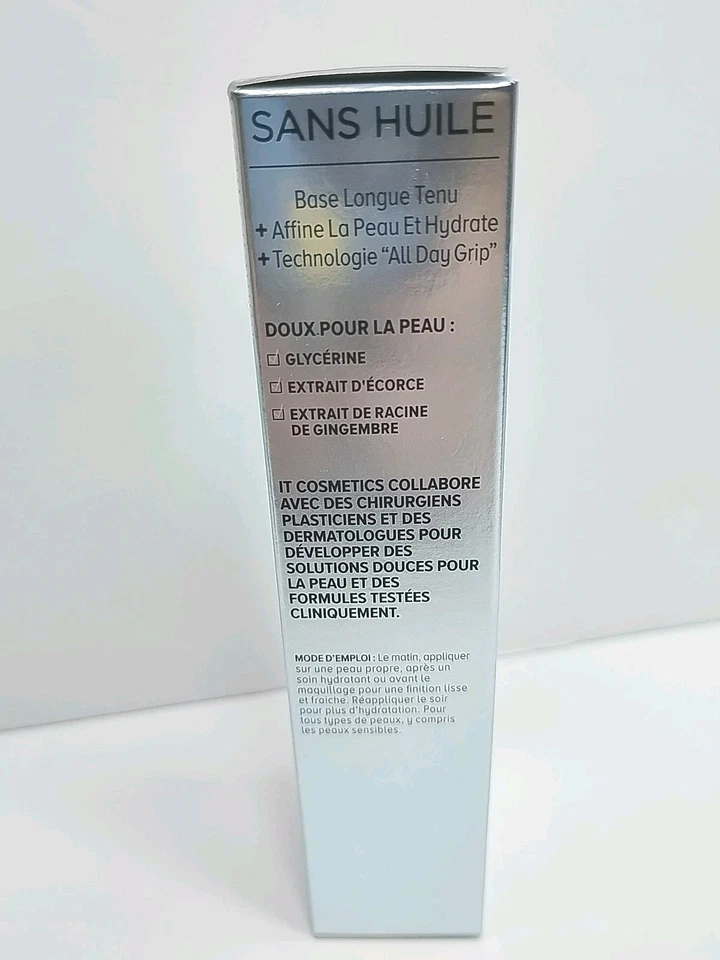 SANS HUILE
Base Longue Tenu
+ Affine La Peau Et Hydrate
+ Technologie “All Day Grip”
DOUX POUR LA PEAU :
☑ GLYCÉRINE
☑ EXTRAIT D'ÉCORCE
☑ EXTRAIT DE RACINE
DE GINGEMBRE
IT COSMETICS COLLABORE
AVEC DES CHIRURGIENS
PLASTICIENS ET DES
DERMATOLOGUES POUR
DÉVELOPPER DES
SOLUTIONS DOUCES POUR
LA PEAU ET DES
FORMULES TESTÉES
CLINIQUEMENT.
MODE D'EMPLOI : Le matin, appliquer
sur une peau propre, après un
soin hydratant ou avant le
maquillage pour une finition lisse
et fraiche. Réappliquer le soir
pour plus d'hydratation. Pour
tous types de peaux, y compris
les peaux sensibles.